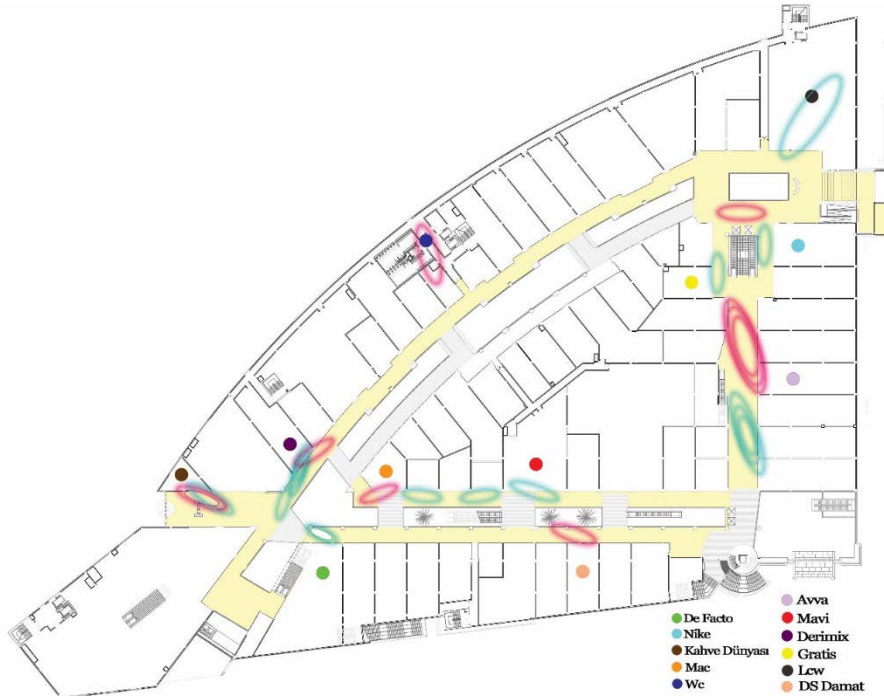 De Facto
Nike
Kahve Dünyası
Mac
Wc
Avva
Mavi
Derimix
Gratis
Lcw
DS Damat